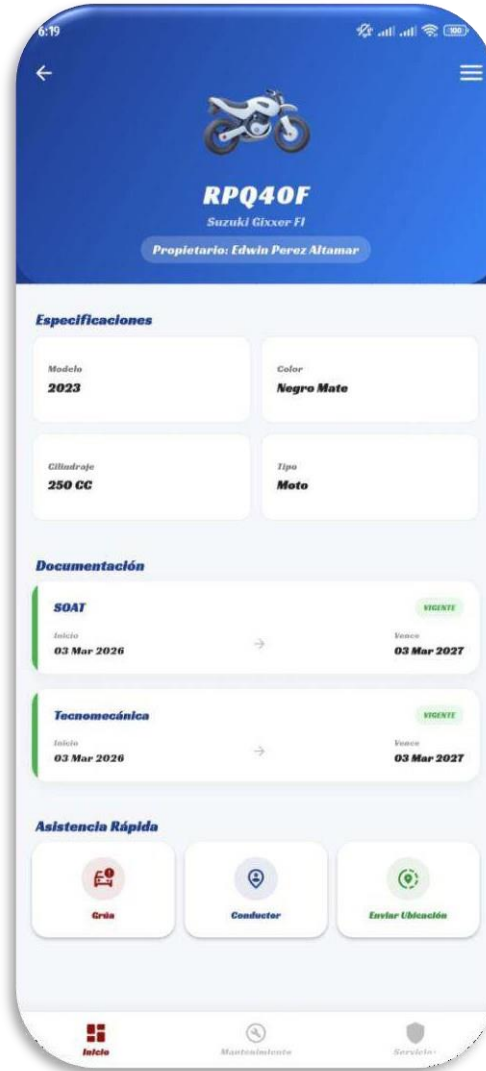 6:19
100
RPQ40F
Suzuki Gixxer FI
Propietario: Edwin Perez Altamar
Especificaciones
Modelo
2023
Color
Negro Mate
Cilindraje
250 CC
Tipo
Moto
Documentación
SOAT
VIGENTE
Inicio
03 Mar 2026
Vence
03 Mar 2027
Tecnomecánica
VIGENTE
Inicio
03 Mar 2026
Vence
03 Mar 2027
Asistencia Rápida
Grúa
Conductor
Enviar Ubicación
Inicio
Mantenimiento
Servicio